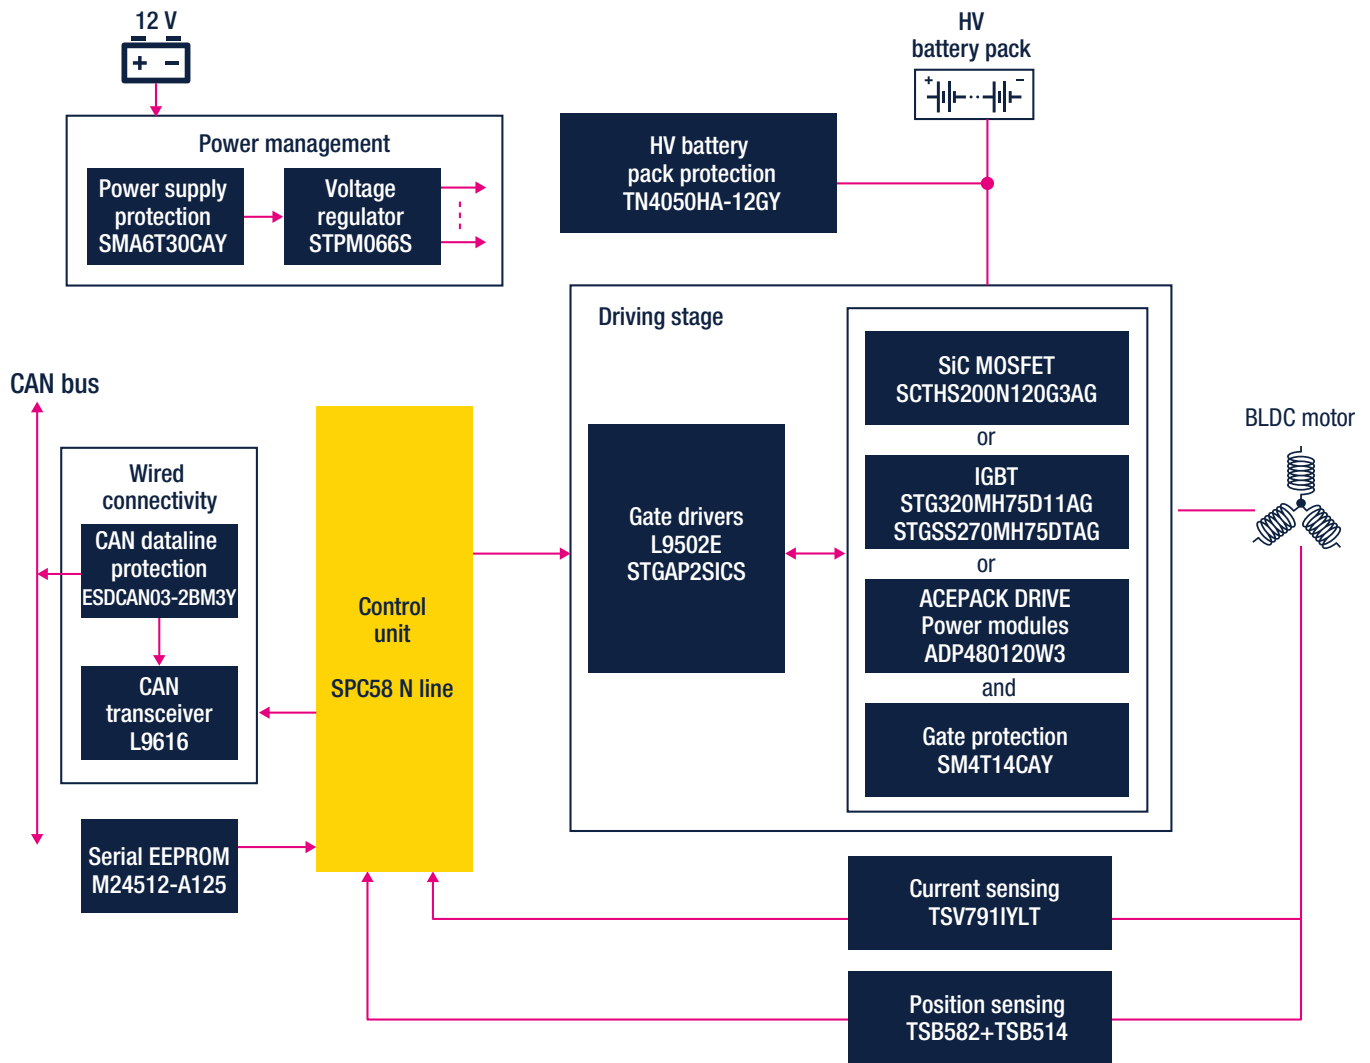 12 V
HV
battery pack
Power management
Power supply
protection
SMA6T30CAY
Voltage
regulator
STPM066S
HV battery
pack protection
TN4050HA-12GY
Driving stage
SiC MOSFET
SCTHS200N120G3AG
or
IGBT
STG320MH75D11AG
STGSS270MH75DTAG
or
ACEPACK DRIVE
Power modules
ADP480120W3
and
Gate protection
SM4T14CAY
Gate drivers
L9502E
STGAP2SICS
BLDC motor
CAN bus
Wired
connectivity
CAN dataline
protection
ESDCAN03-2BM3Y
CAN
transceiver
L9616
Control
unit
SPC58 N line
Serial EEPROM
M24512-A125
Current sensing
TSV791IYLT
Position sensing
TSB582+TSB514